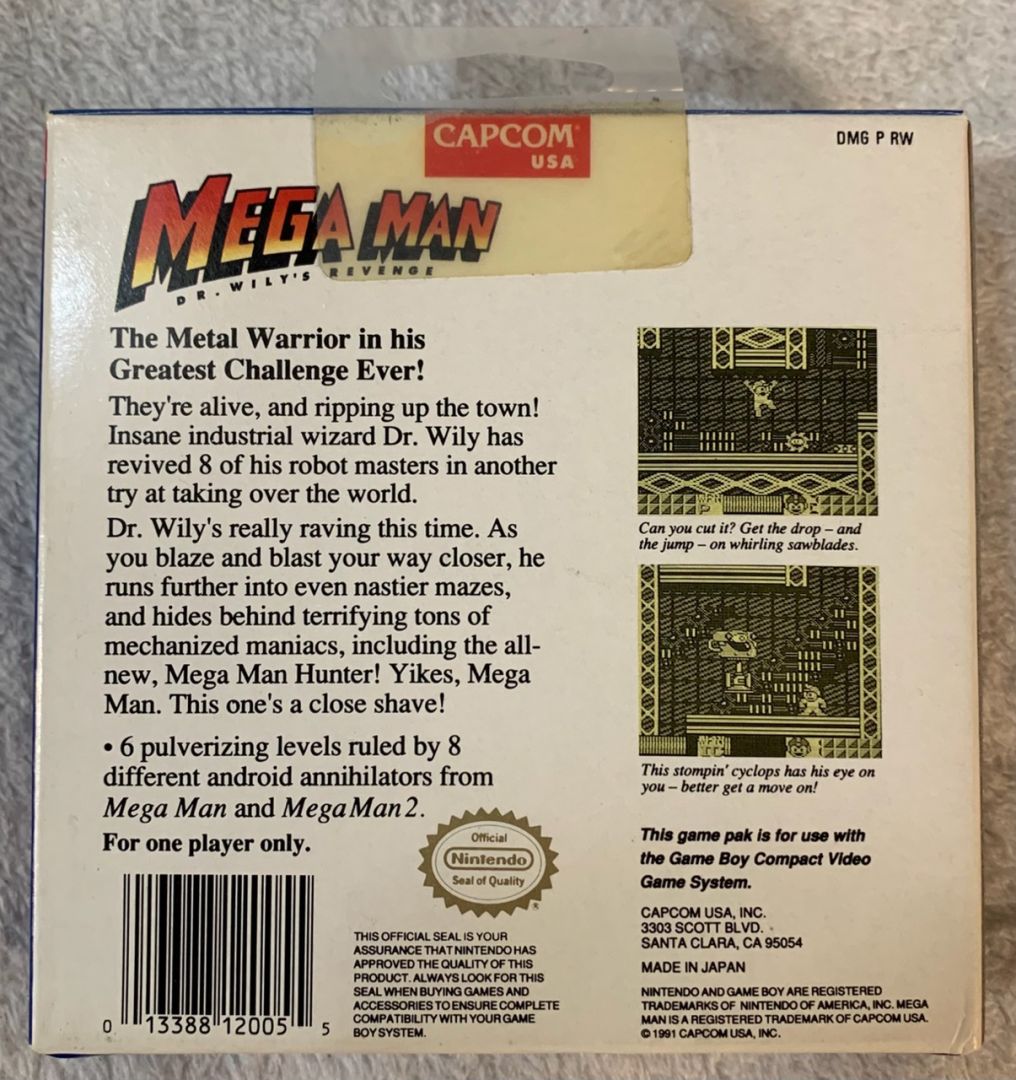 CAPCOM
USA
DMG P RW
MEGA MAN
DR. WILY'S REVENGE
The Metal Warrior in his
Greatest Challenge Ever!
They're alive, and ripping up the town!
Insane industrial wizard Dr. Wily has
revived 8 of his robot masters in another
try at taking over the world.
Dr. Wily's really raving this time. As
you blaze and blast your way closer, he
runs further into even nastier mazes,
and hides behind terrifying tons of
mechanized maniacs, including the all-
new, Mega Man Hunter! Yikes, Mega
Man. This one's a close shave!
• 6 pulverizing levels ruled by 8
different android annihilators from
Mega Man and Mega Man 2.
For one player only.
Can you cut it? Get the drop – and
the jump – on whirling sawblades.
This stompin' cyclops has his eye on
you – better get a move on!
Official
Nintendo
Seal of Quality
®
THIS OFFICIAL SEAL IS YOUR
ASSURANCE THAT NINTENDO HAS
APPROVED THE QUALITY OF THIS
PRODUCT. ALWAYS LOOK FOR THIS
SEAL WHEN BUYING GAMES AND
ACCESSORIES TO ENSURE COMPLETE
COMPATIBILITY WITH YOUR GAME
BOY SYSTEM.
0 13388 12005 5
This game pak is for use with
the Game Boy Compact Video
Game System.
CAPCOM USA, INC.
3303 SCOTT BLVD.
SANTA CLARA, CA 95054
MADE IN JAPAN
NINTENDO AND GAME BOY ARE REGISTERED
TRADEMARKS OF NINTENDO OF AMERICA, INC. MEGA
MAN IS A REGISTERED TRADEMARK OF CAPCOM USA.
© 1991 CAPCOM USA, INC.